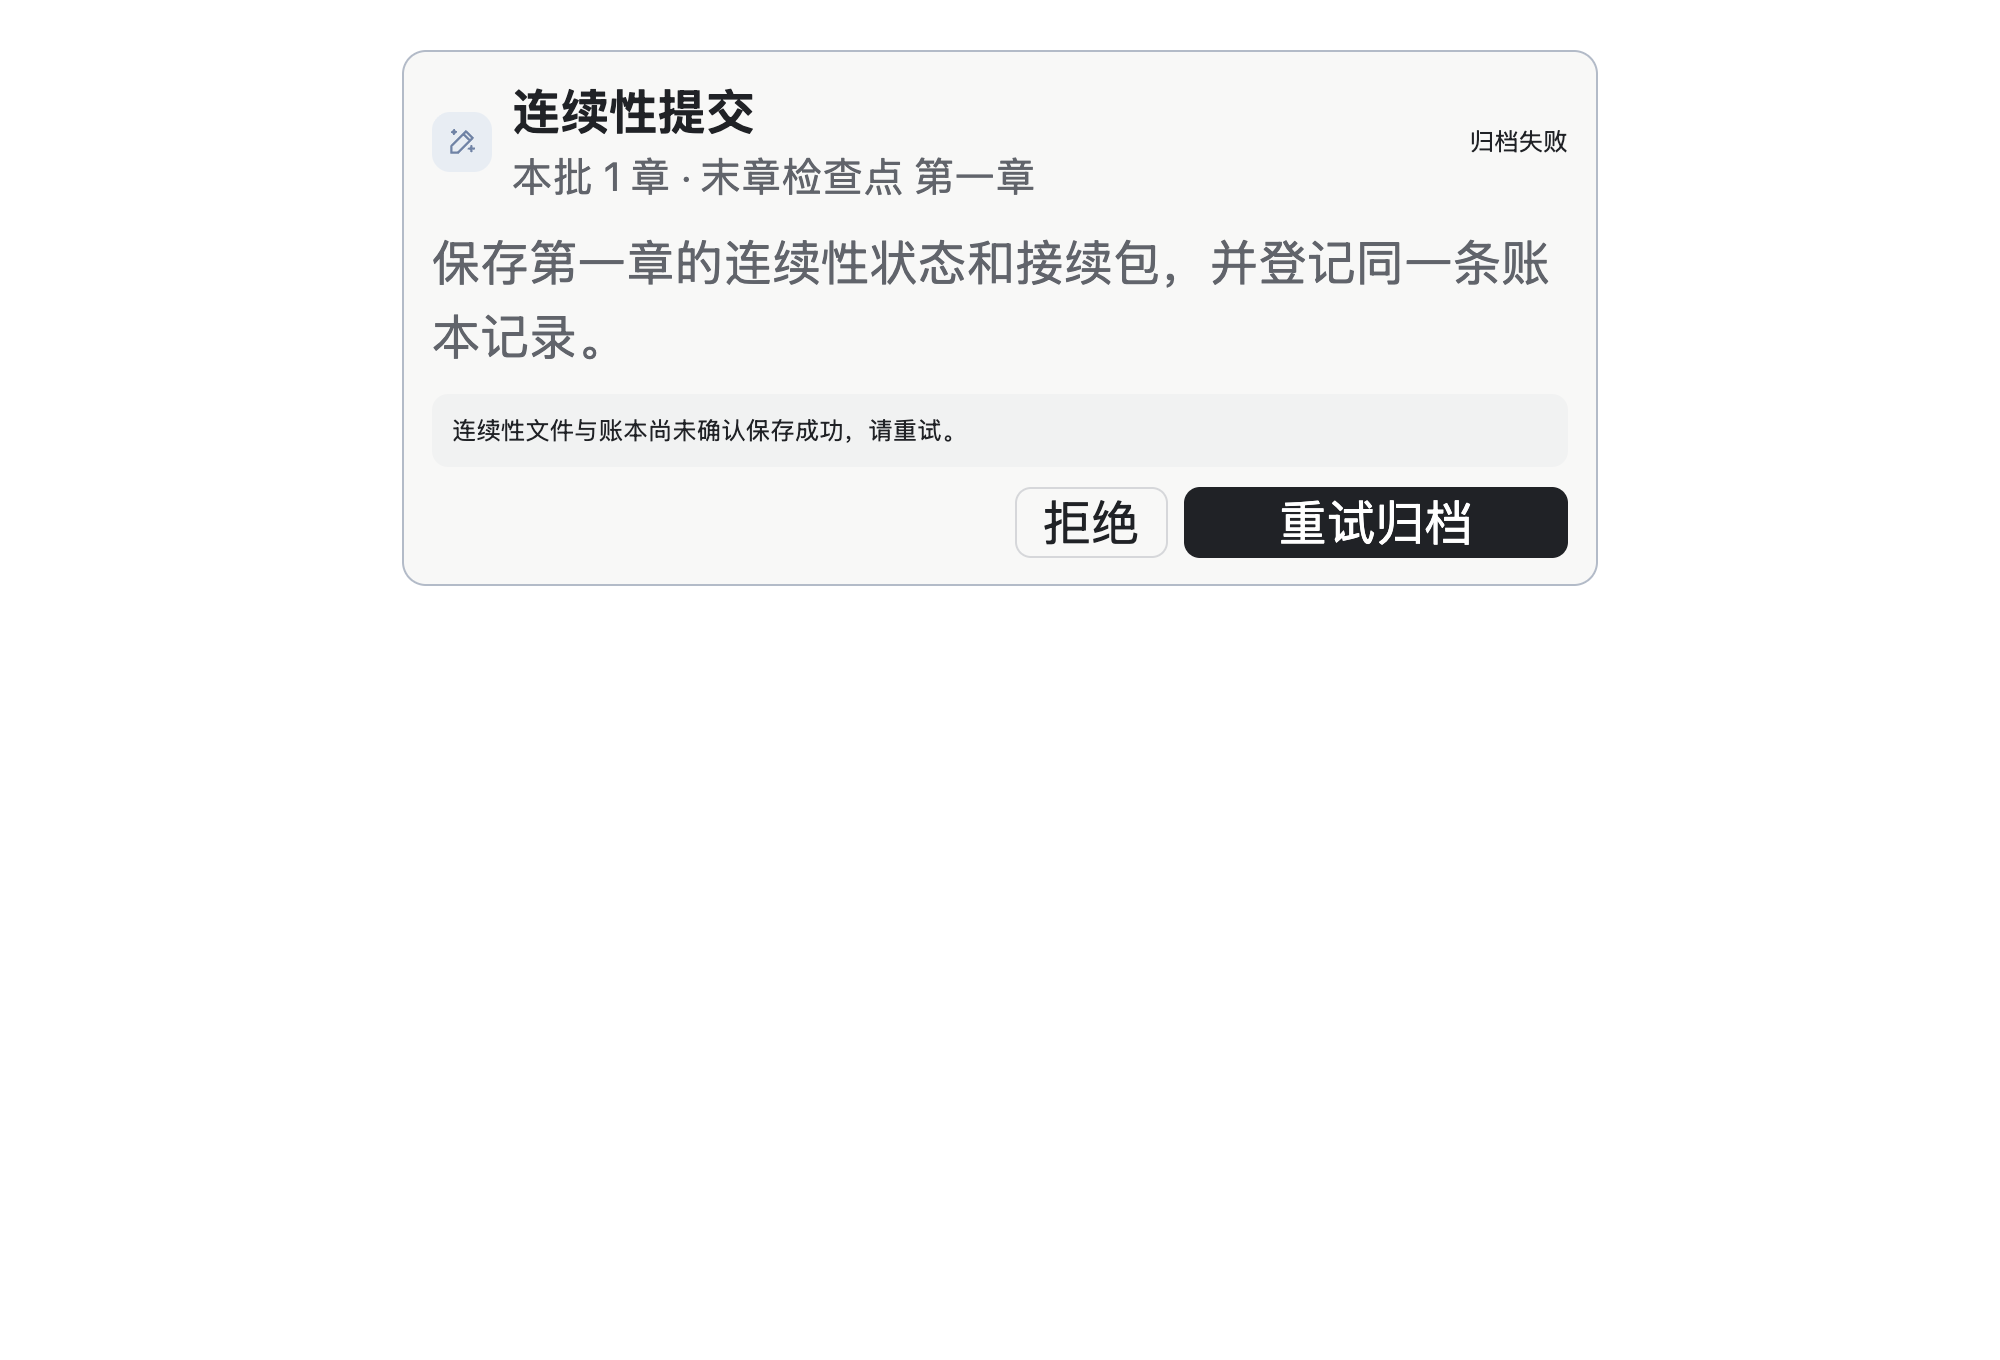 连续性提交
本批 1 章 · 末章检查点 第一章
归档失败
保存第一章的连续性状态和接续包，并登记同一条账
本记录。
连续性文件与账本尚未确认保存成功，请重试。
拒绝
重试归档